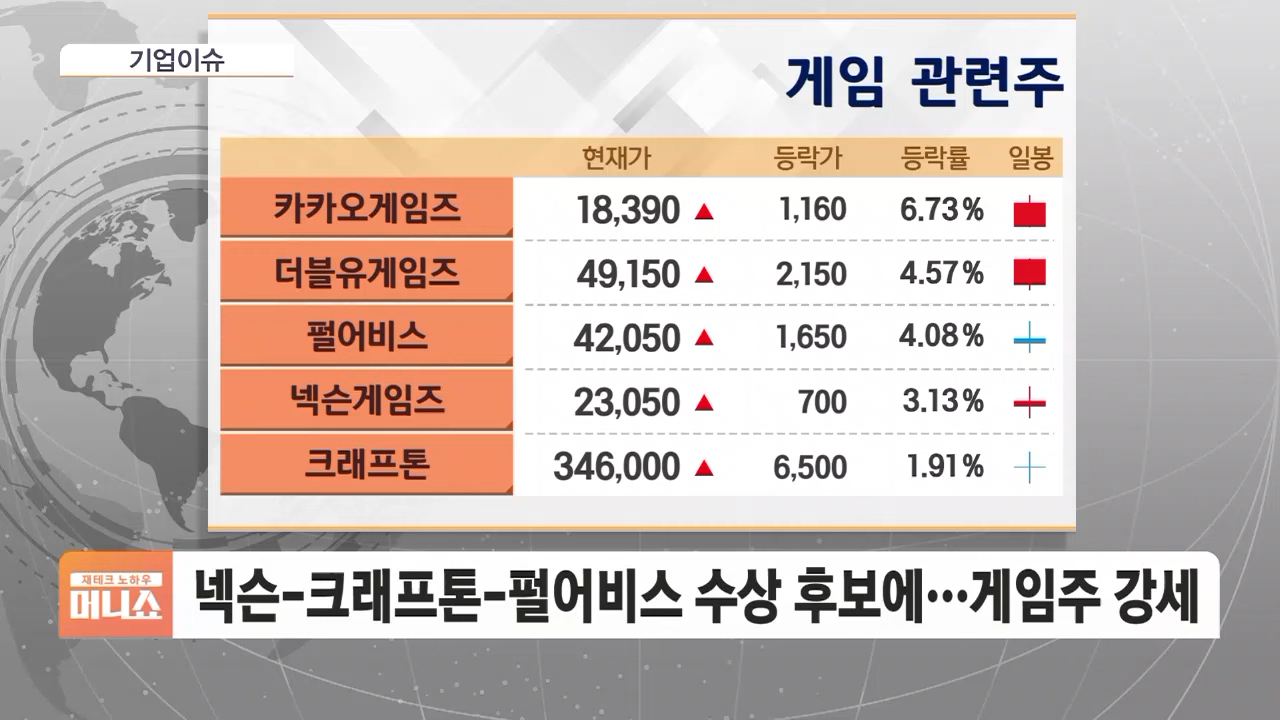 기업이슈
게임 관련주
현재가 등락가 등락률 일봉
카카오게임즈 18,390 ▲ 1,160 6.73%
더블유게임즈 49,150 ▲ 2,150 4.57%
펄어비스 42,050 ▲ 1,650 4.08%
넥슨게임즈 23,050 ▲ 700 3.13%
크래프톤 346,000 ▲ 6,500 1.91%
재테크 노하우
머니쇼
넥슨-크래프톤-펄어비스 수상 후보에…게임주 강세